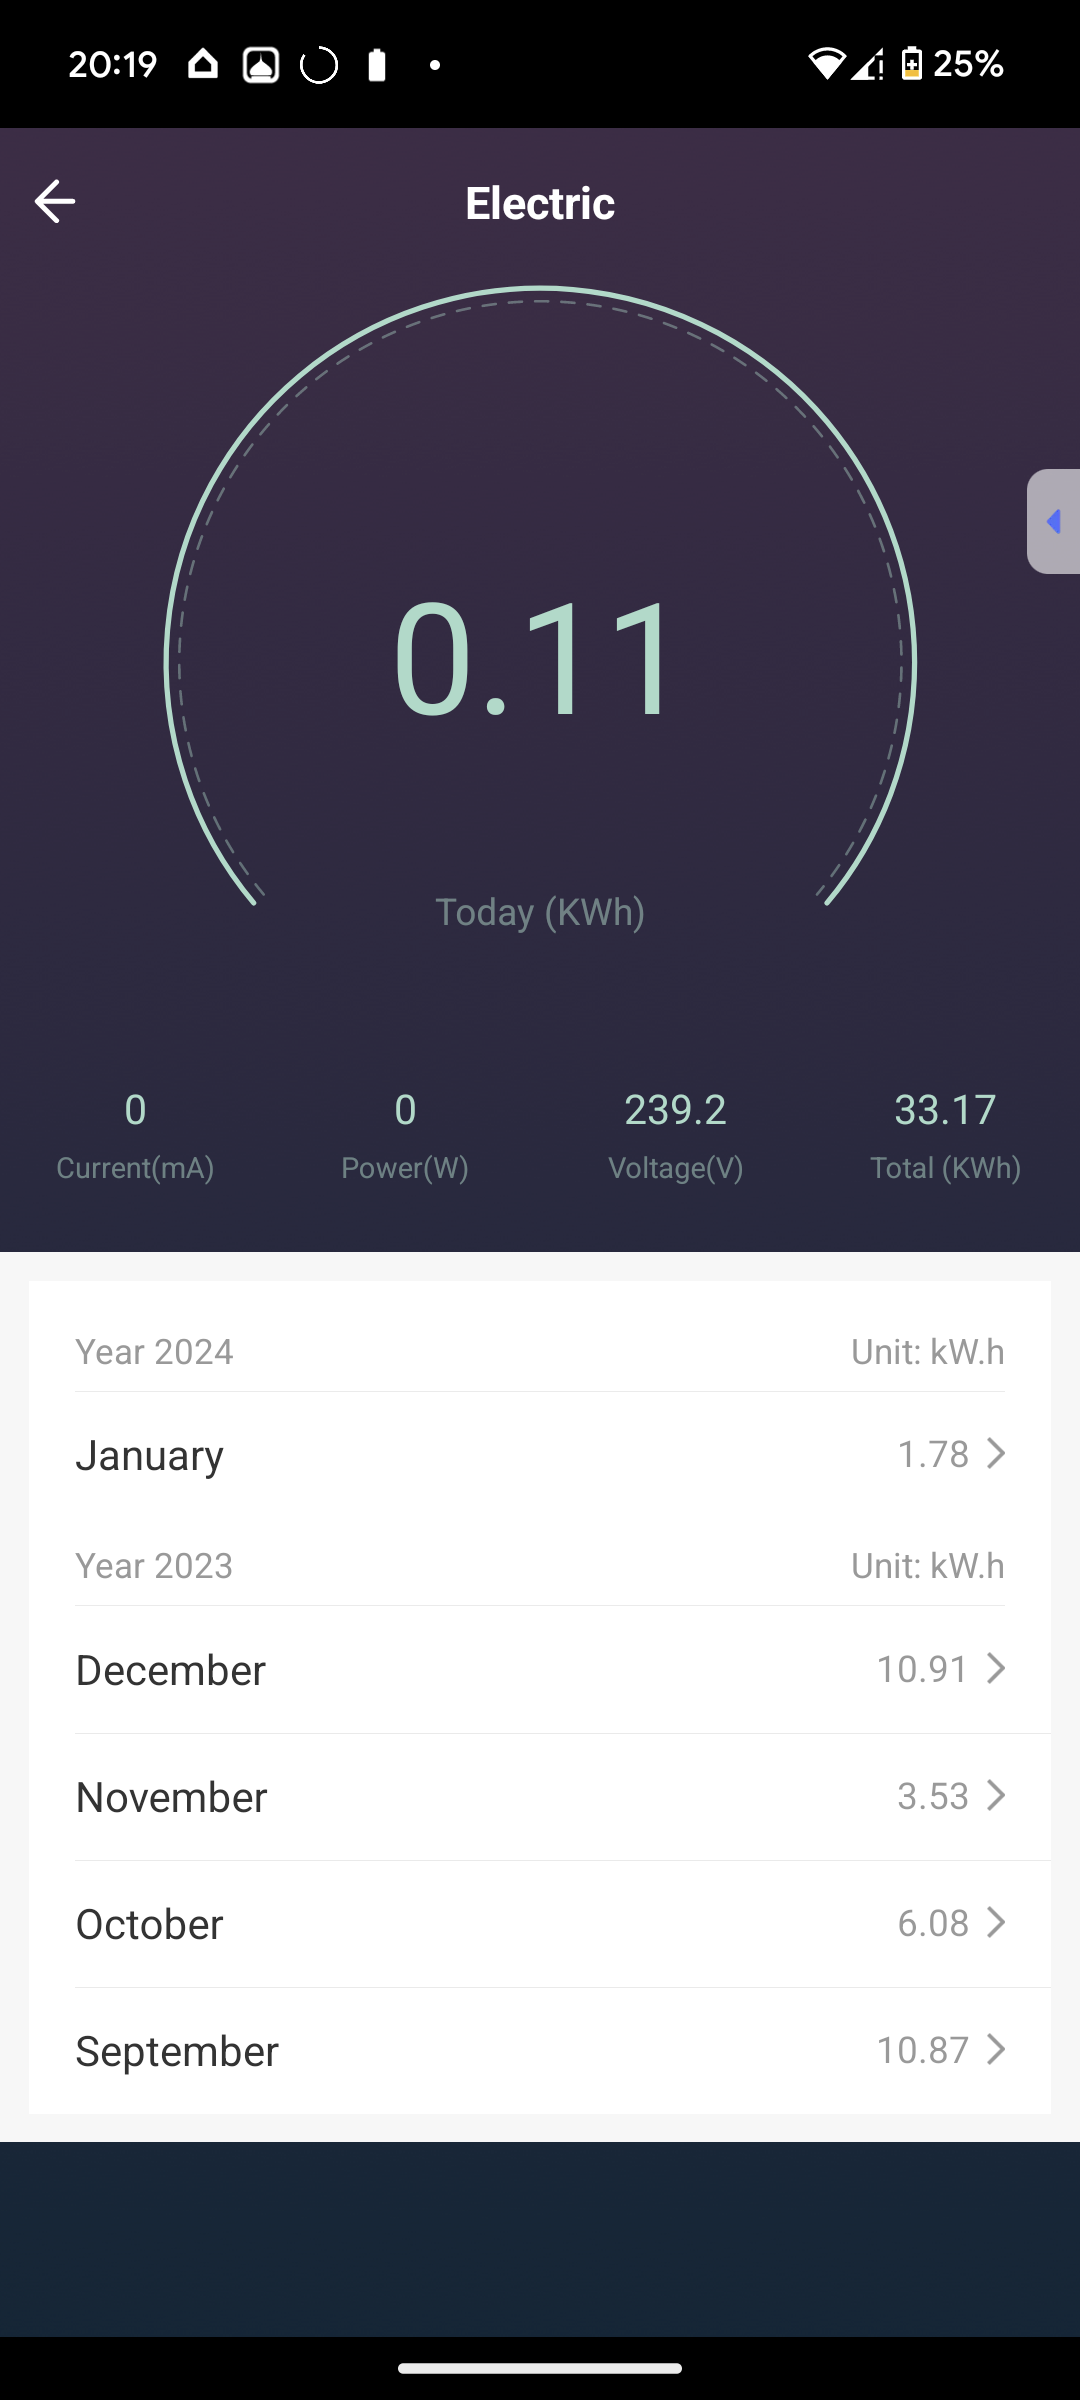 20:19 25%
Electric
0.11
Today (KWh)
0 0 239.2 33.17
Current(mA) Power(W) Voltage(V) Total (KWh)
Year 2024 Unit: kW.h
January 1.78
Year 2023 Unit: kW.h
December 10.91
November 3.53
October 6.08
September 10.87